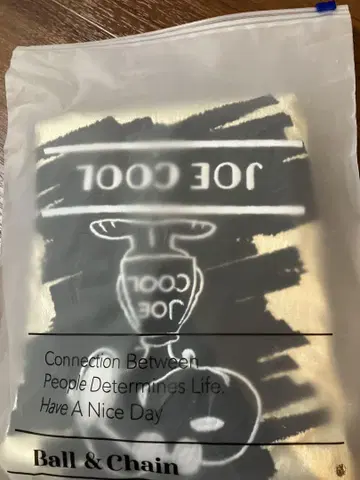 JOE COOL
JOE
COOL
Connection Between
People Determines Life.
Have A Nice Day
Ball & Chain